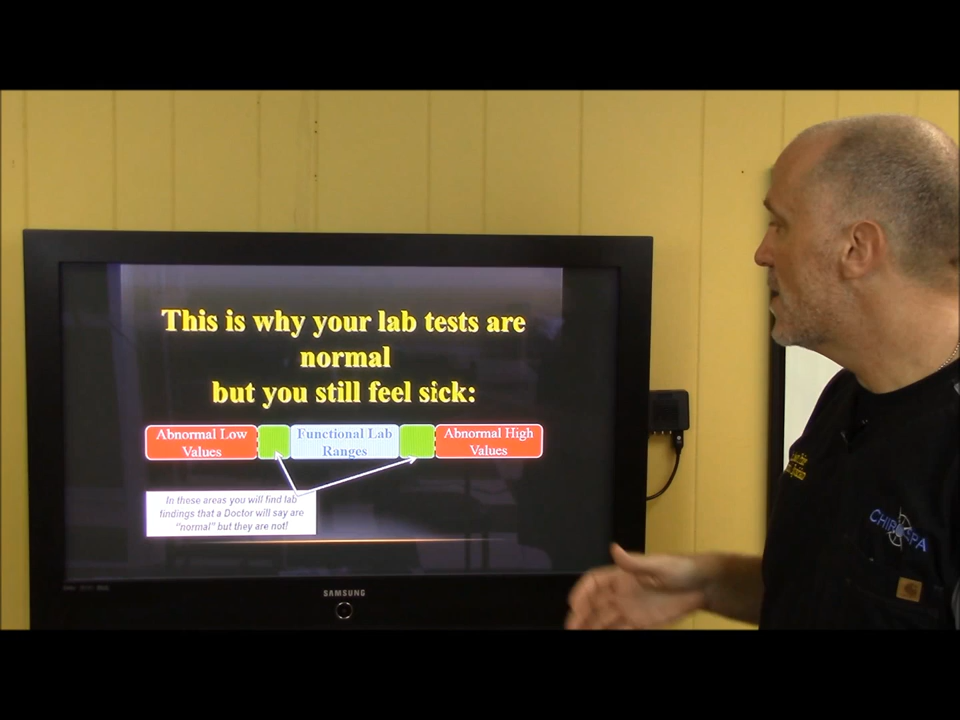 This is why your lab tests are
normal
but you still feel sick:
Abnormal Low
Values
Functional Lab
Ranges
Abnormal High
Values
In these areas you will find lab
findings that a Doctor will say are
"normal" but they are not!
SAMSUNG